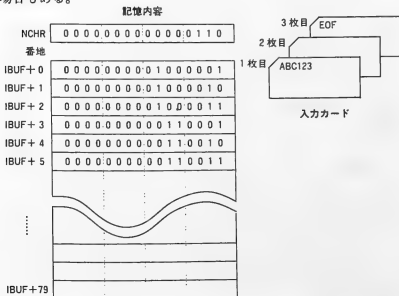 場合もある。
記憶内容
NCHR 0000000000000110
番地
IBUF+0 0000000001000001
IBUF+1 0000000001000010
IBUF+2 0000000001000011
IBUF+3 0000000000110001
IBUF+4 0000000000110010
IBUF+5 0000000000110011
IBUF+79
3枚目 EOF
2枚目
1枚目 ABC123
入力カード